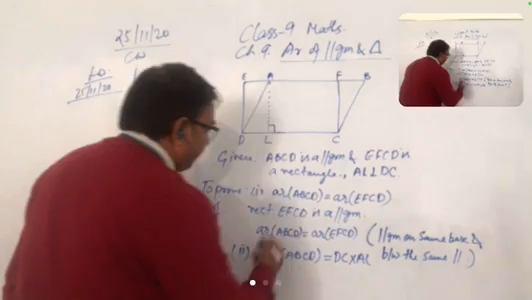 25/11/20
CW
Class-9 Maths
Ch 9. Ar of //gm & Δ
HW
25/11/20
E A F B
D L C
Given: ABCD is a //gm & EFCD is
a rectangle, AL⊥DC.
To prove (i) ar(ABCD) = ar(EFCD)
rect EFCD is a //gm.
ar(ABCD) = ar(EFCD) ( //gm on same base &
b/w the same // )
(ii) (ABCD) = DC×AL